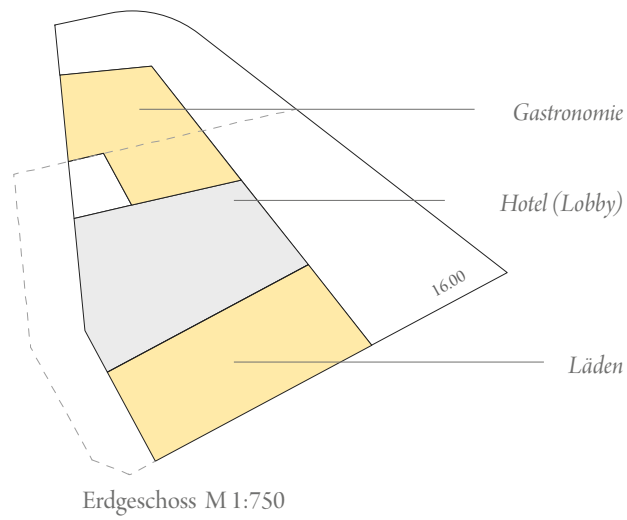 Gastronomie
Hotel (Lobby)
16.00
Läden
Erdgeschoss M 1:750